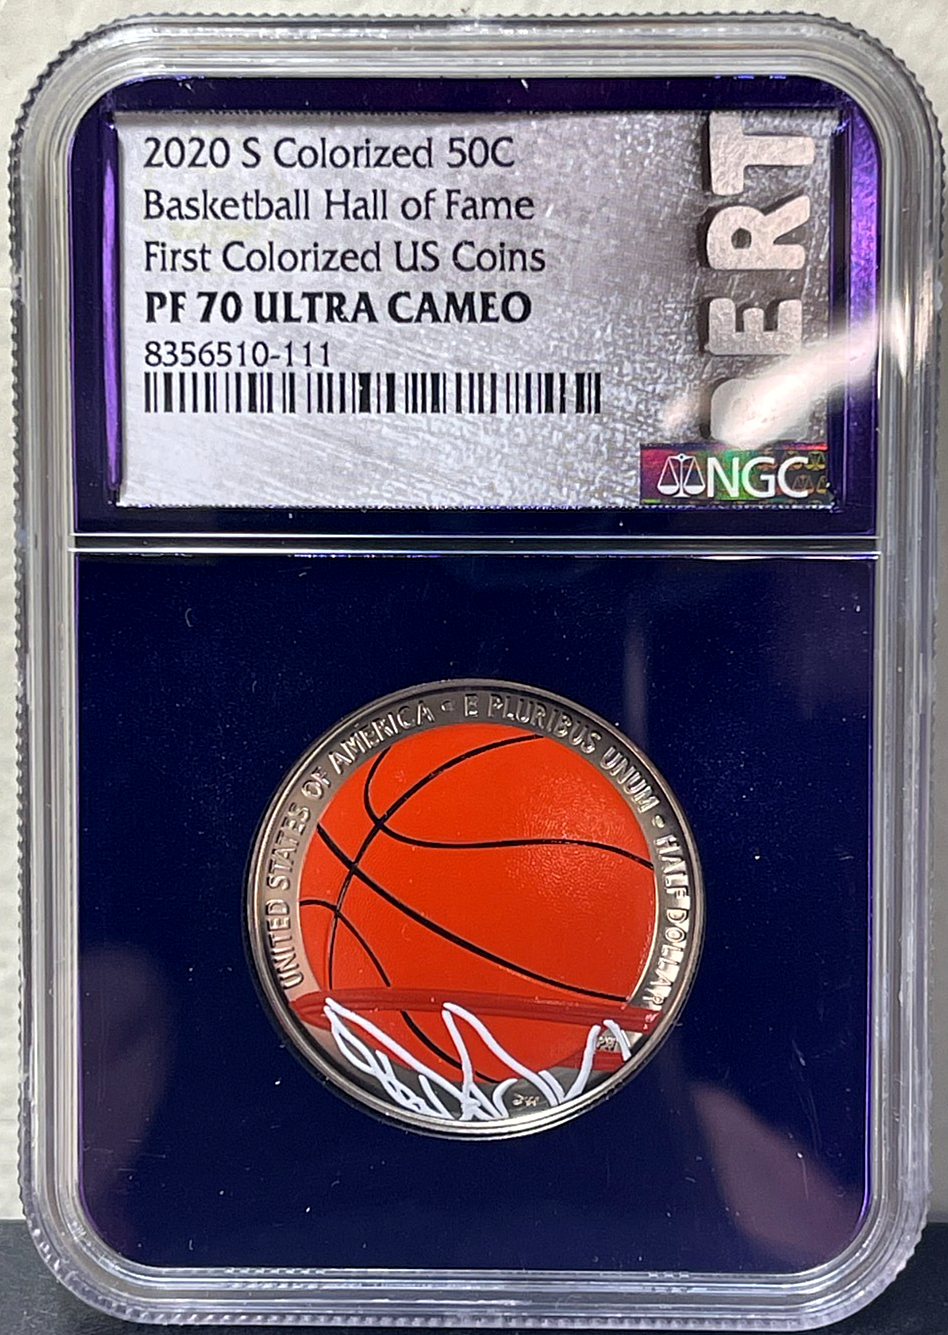 2020 S Colorized 50C
Basketball Hall of Fame
First Colorized US Coins
PF 70 ULTRA CAMEO
8356510-111
NGC
UNITED STATES OF AMERICA • E PLURIBUS UNUM • HALF DOLLAR